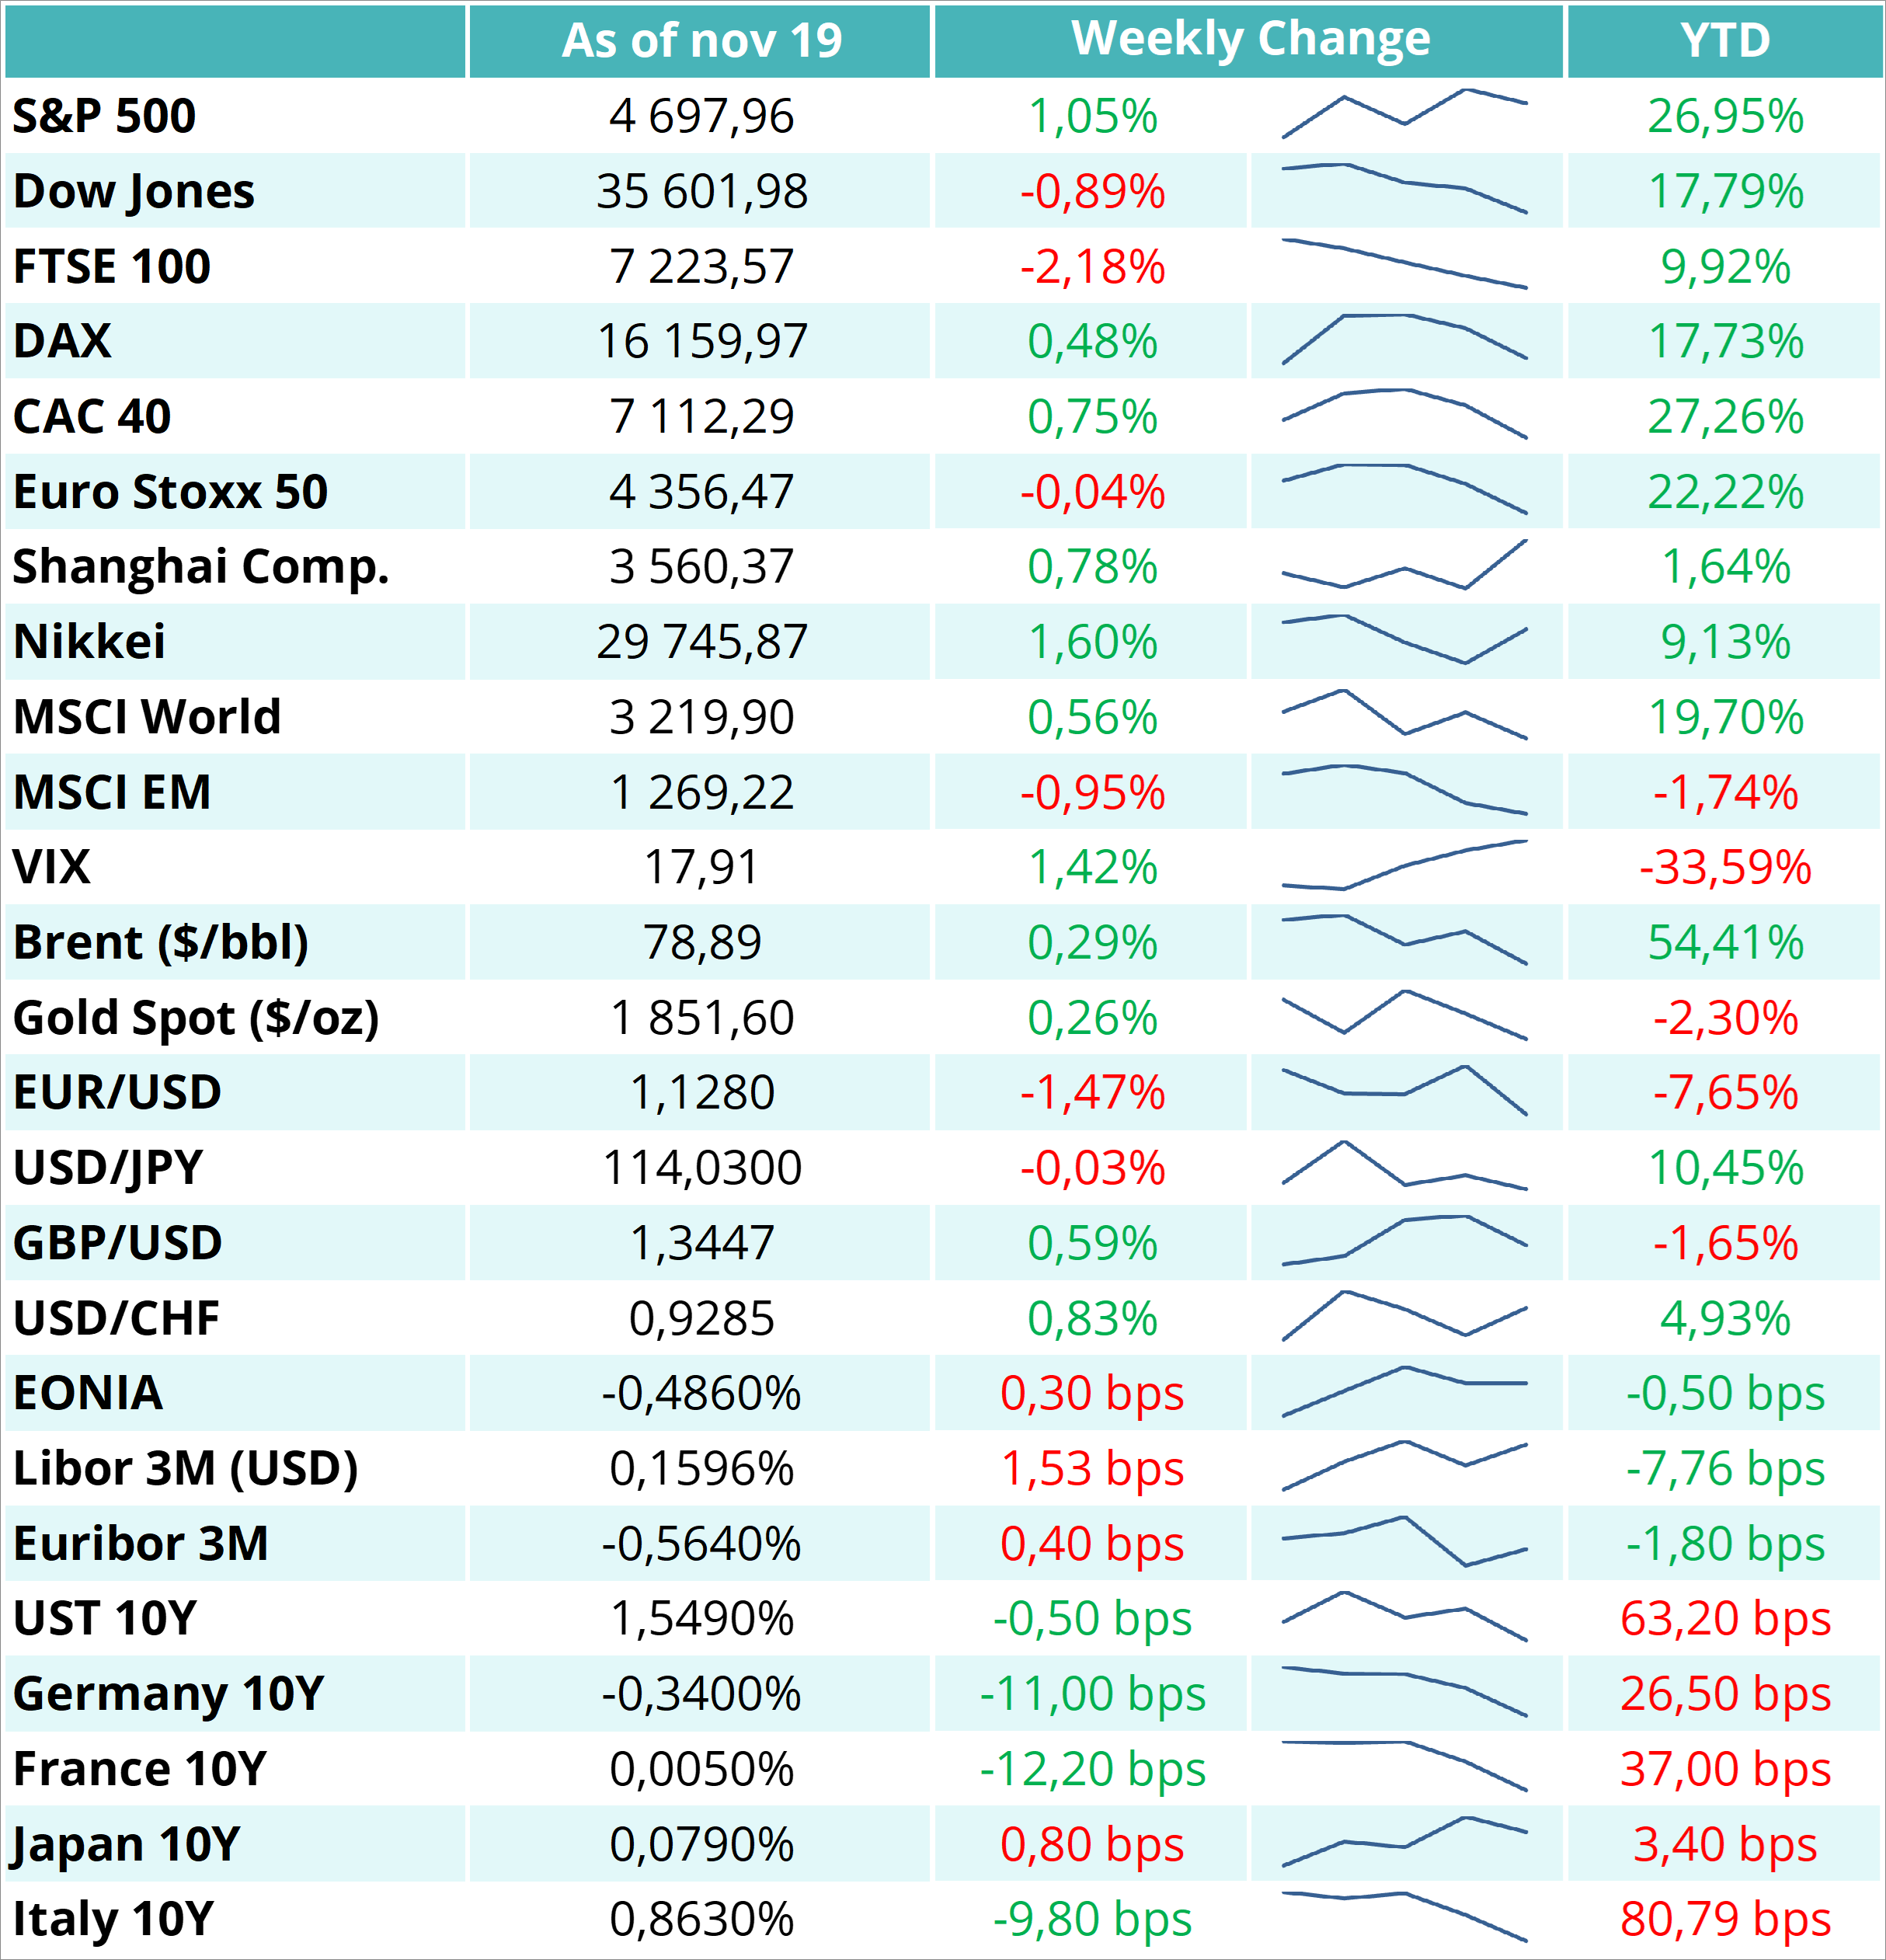 As of nov 19 Weekly Change YTD
S&P 500 4 697,96 1,05% 26,95%
Dow Jones 35 601,98 -0,89% 17,79%
FTSE 100 7 223,57 -2,18% 9,92%
DAX 16 159,97 0,48% 17,73%
CAC 40 7 112,29 0,75% 27,26%
Euro Stoxx 50 4 356,47 -0,04% 22,22%
Shanghai Comp. 3 560,37 0,78% 1,64%
Nikkei 29 745,87 1,60% 9,13%
MSCI World 3 219,90 0,56% 19,70%
MSCI EM 1 269,22 -0,95% -1,74%
VIX 17,91 1,42% -33,59%
Brent ($/bbl) 78,89 0,29% 54,41%
Gold Spot ($/oz) 1 851,60 0,26% -2,30%
EUR/USD 1,1280 -1,47% -7,65%
USD/JPY 114,0300 -0,03% 10,45%
GBP/USD 1,3447 0,59% -1,65%
USD/CHF 0,9285 0,83% 4,93%
EONIA -0,4860% 0,30 bps -0,50 bps
Libor 3M (USD) 0,1596% 1,53 bps -7,76 bps
Euribor 3M -0,5640% 0,40 bps -1,80 bps
UST 10Y 1,5490% -0,50 bps 63,20 bps
Germany 10Y -0,3400% -11,00 bps 26,50 bps
France 10Y 0,0050% -12,20 bps 37,00 bps
Japan 10Y 0,0790% 0,80 bps 3,40 bps
Italy 10Y 0,8630% -9,80 bps 80,79 bps